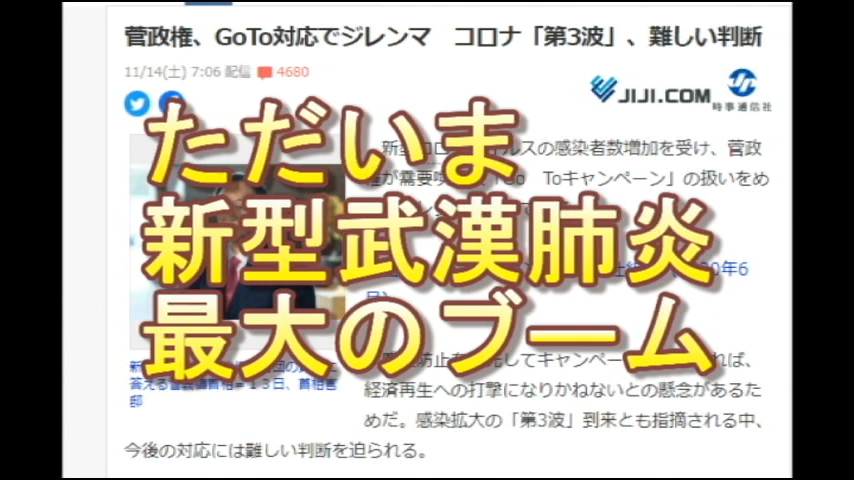 菅政権、GoTo対応でジレンマ　コロナ「第3波」、難しい判断
11/14(土) 7:06 配信 4680
JIJI.COM
時事通信社
ただいま
新型武漢肺炎
最大のブーム
スの感染者数増加を受け、菅政
Toキャンペーン」の扱いをめ
経済再生への打撃になりかねないとの懸念があるた
めだ。感染拡大の「第3波」到来とも指摘される中、
今後の対応には難しい判断を迫られる。